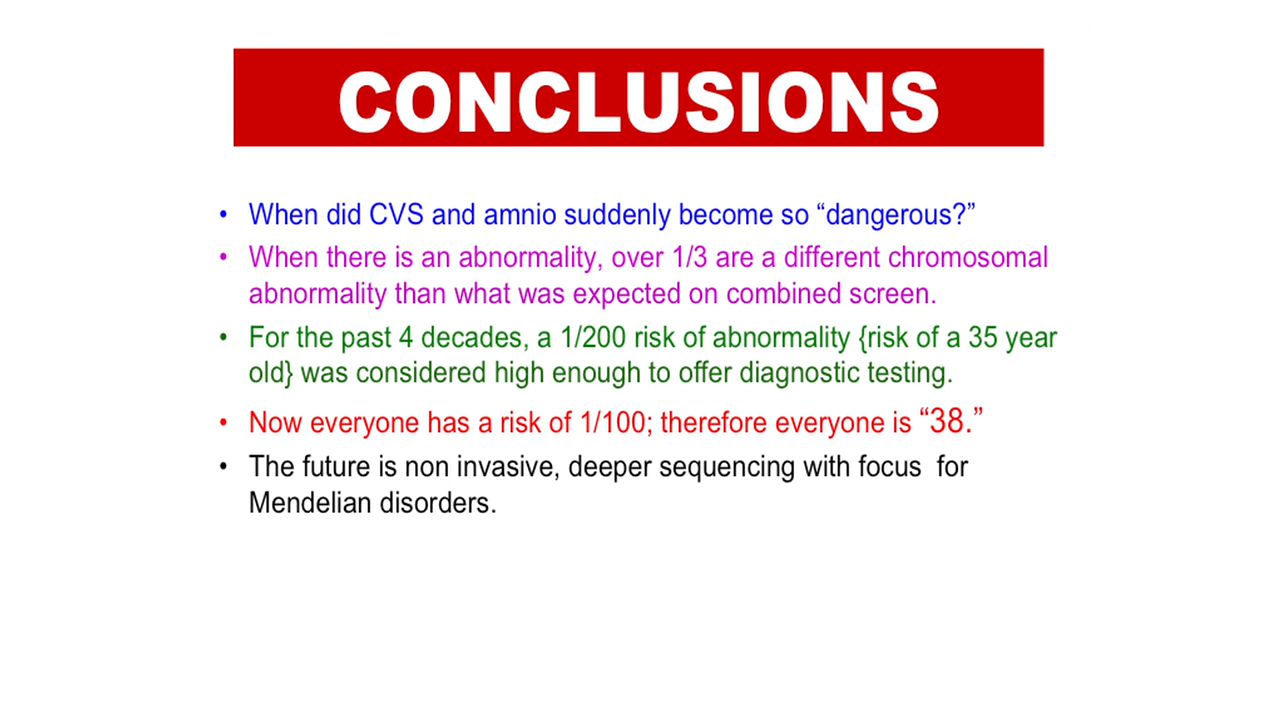 CONCLUSIONS
• When did CVS and amnio suddenly become so “dangerous?”
• When there is an abnormality, over 1/3 are a different chromosomal
abnormality than what was expected on combined screen.
• For the past 4 decades, a 1/200 risk of abnormality {risk of a 35 year
old} was considered high enough to offer diagnostic testing.
• Now everyone has a risk of 1/100; therefore everyone is “38.”
• The future is non invasive, deeper sequencing with focus  for
Mendelian disorders.